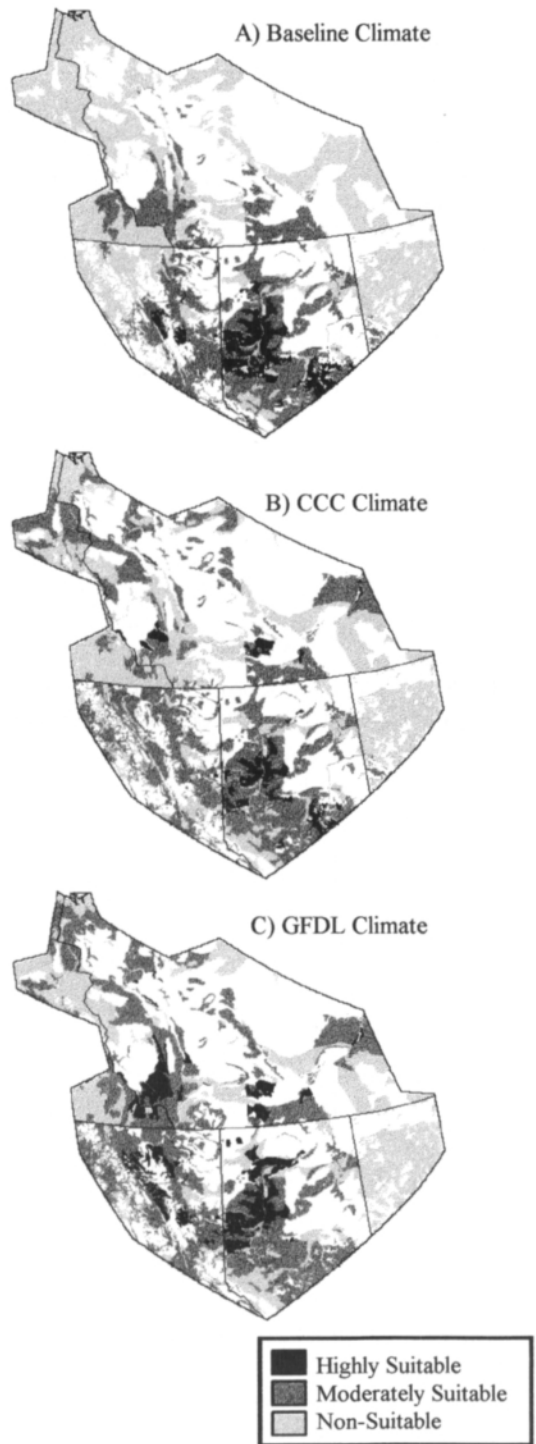 A) Baseline Climate
B) CCC Climate
C) GFDL Climate
Highly Suitable
Moderately Suitable
Non-Suitable